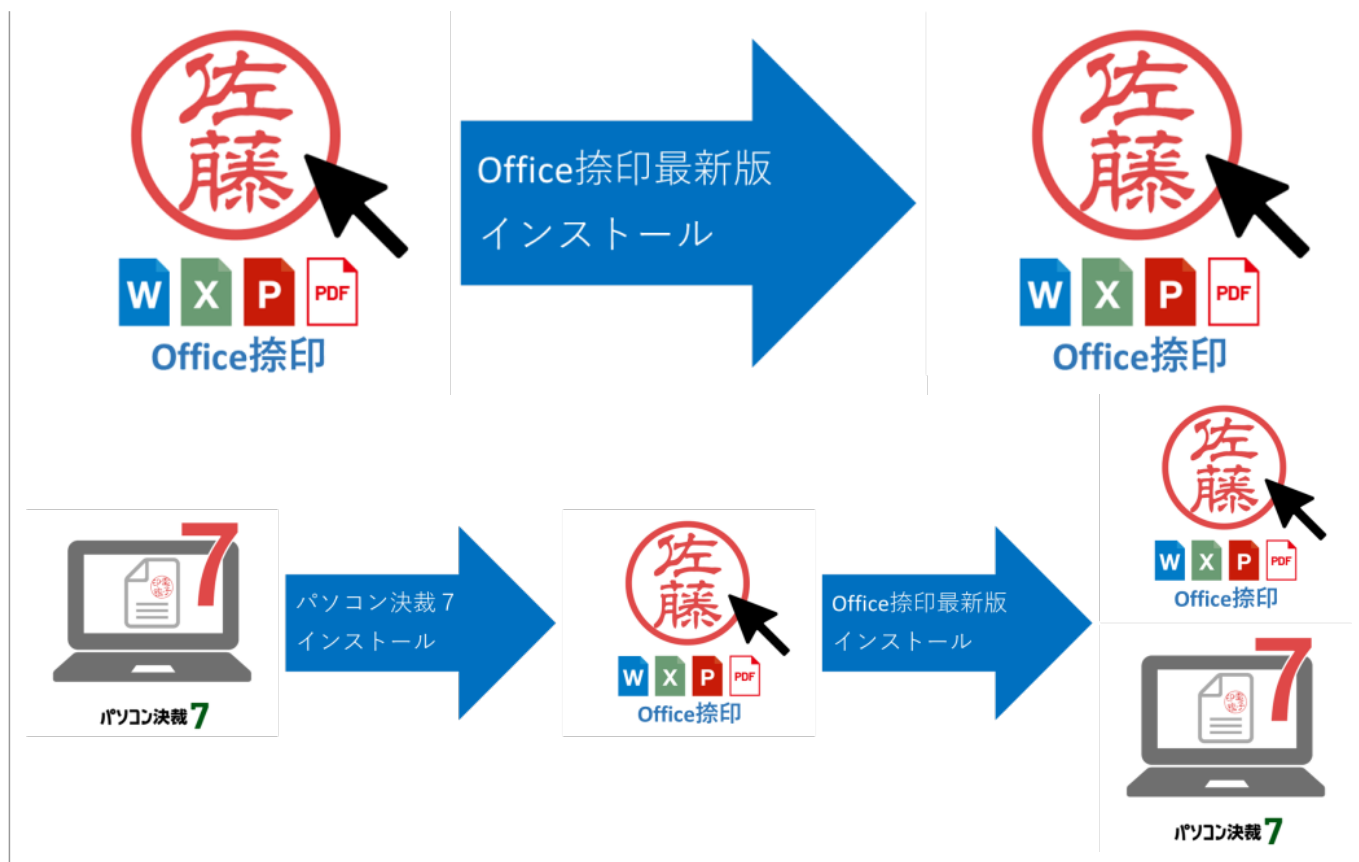 佐藤
W X P PDF
Office捺印
Office捺印最新版
インストール
佐藤
W X P PDF
Office捺印
7
パソコン決裁7
パソコン決裁７
インストール
佐藤
W X P PDF
Office捺印
Office捺印最新版
インストール
佐藤
W X P PDF
Office捺印
7
パソコン決裁7